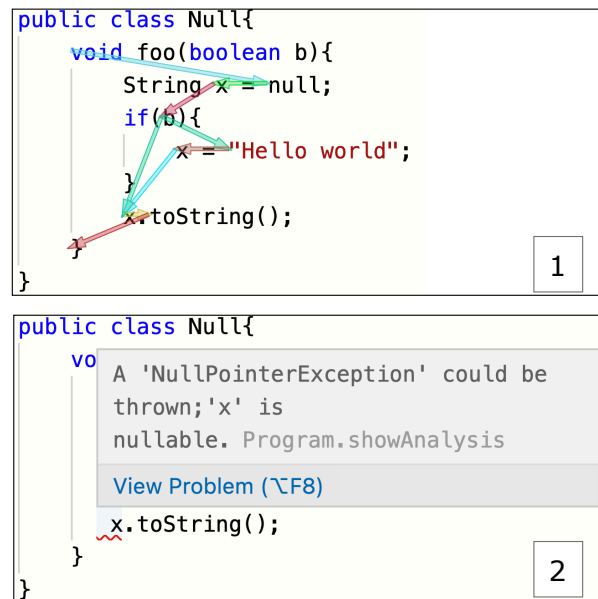 public class Null{
void foo(boolean b){
String x = null;
if(b){
x = "Hello world";
}
x.toString();
}
}
1
public class Null{
vo
A 'NullPointerException' could be
thrown;'x' is
nullable. Program.showAnalysis
View Problem (⌥F8)
x.toString();
}
}
2